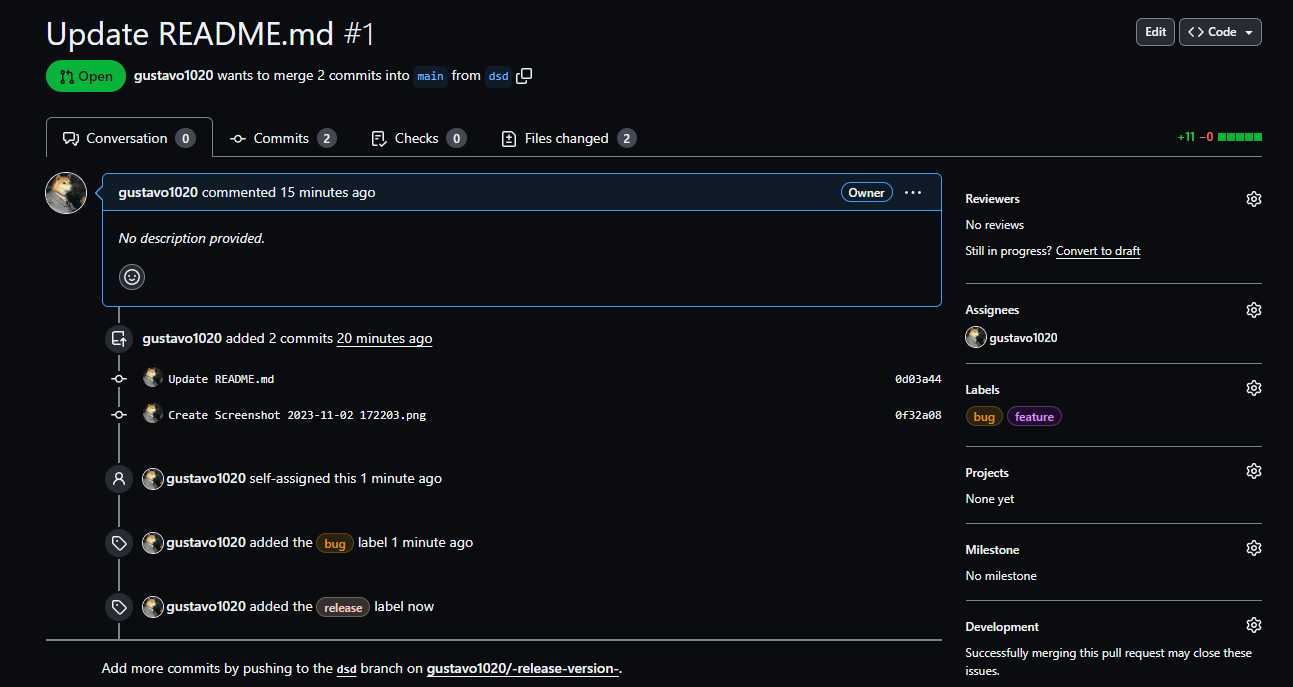 Update README.md #1
Edit
Code
Open
gustavo1020 wants to merge 2 commits into main from dsd
Conversation 0
Commits 2
Checks 0
Files changed 2
+11 −0
gustavo1020 commented 15 minutes ago
Owner
No description provided.
gustavo1020 added 2 commits 20 minutes ago
Update README.md
0d03a44
Create Screenshot 2023-11-02 172203.png
0f32a08
gustavo1020 self-assigned this 1 minute ago
gustavo1020 added the bug label 1 minute ago
gustavo1020 added the release label now
Add more commits by pushing to the dsd branch on gustavo1020/-release-version-.
Reviewers
No reviews
Still in progress? Convert to draft
Assignees
gustavo1020
Labels
bug feature
Projects
None yet
Milestone
No milestone
Development
Successfully merging this pull request may close these
issues.